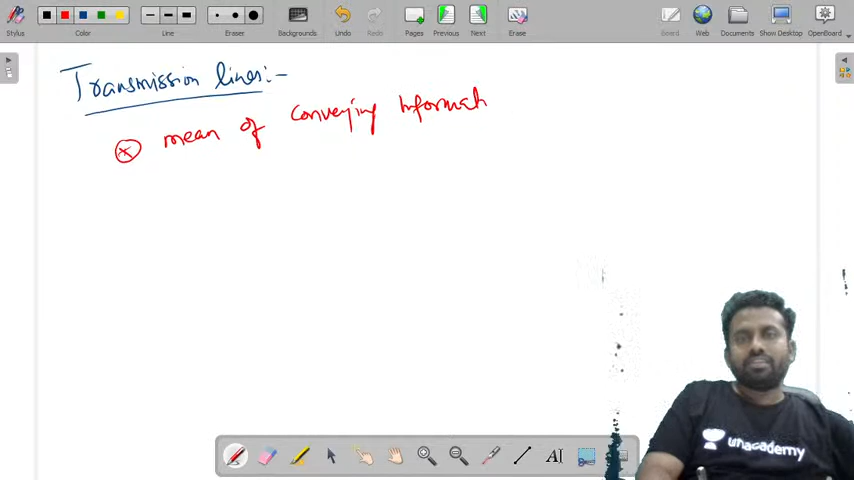 Stylus
Color
Line
Eraser
Backgrounds
Undo
Redo
Pages
Previous
Next
Erase
Board
Web
Documents
Show Desktop
OpenBoard
Transmission lines:-
mean of conveying Informati
unacademy